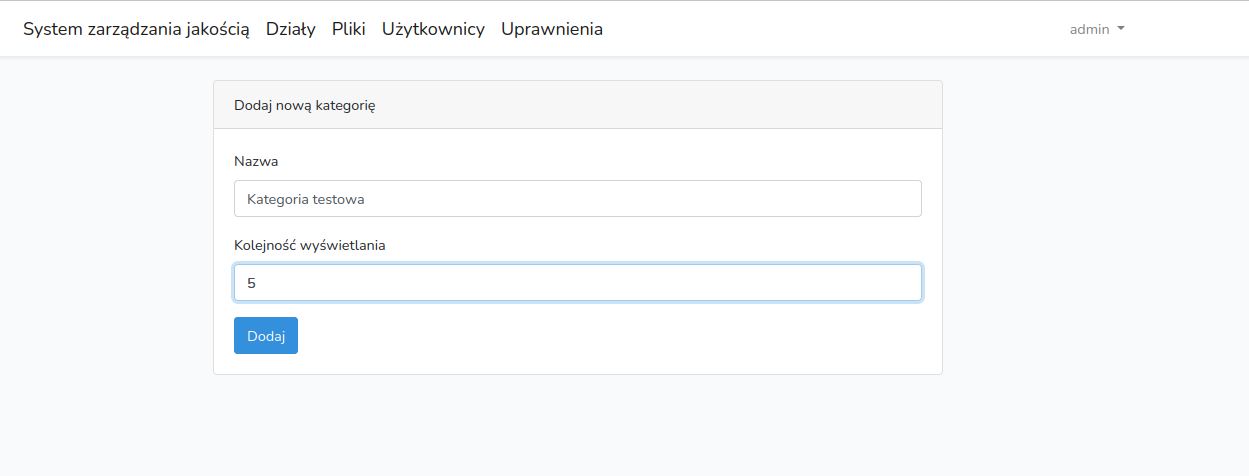 System zarządzania jakością Działy Pliki Użytkownicy Uprawnienia admin
Dodaj nową kategorię
Nazwa
Kategoria testowa
Kolejność wyświetlania
5
Dodaj